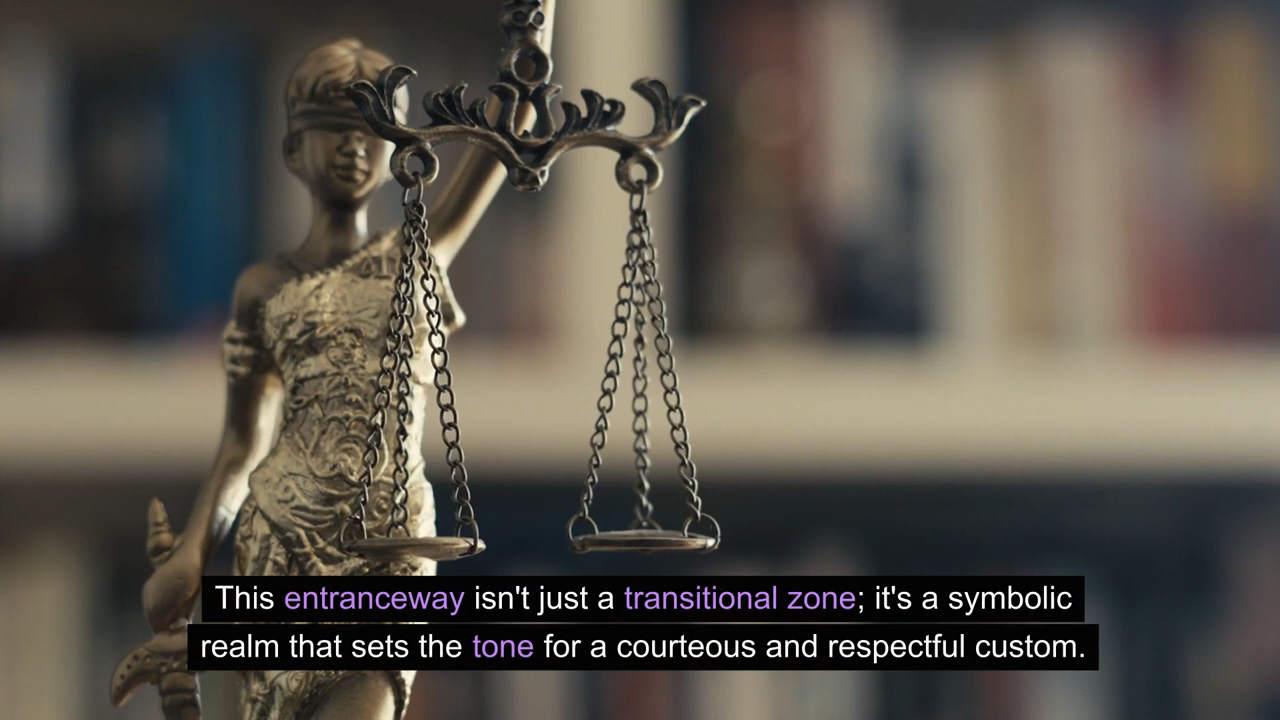 This entranceway isn't just a transitional zone; it's a symbolic
realm that sets the tone for a courteous and respectful custom.